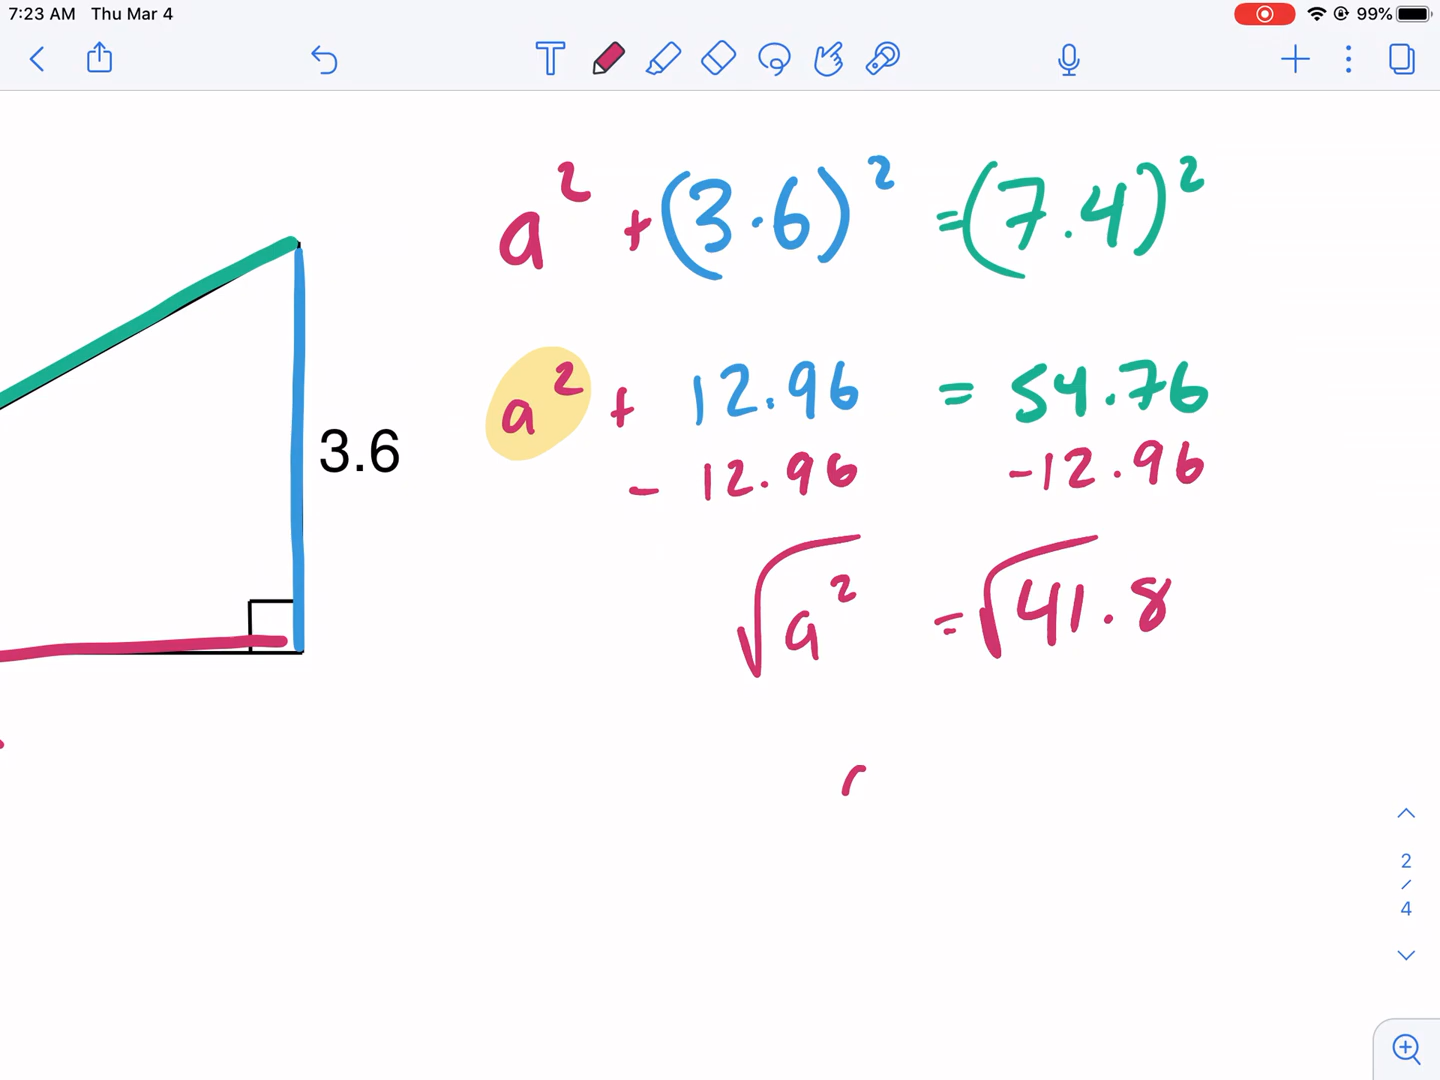 7:23 AM Thu Mar 4 99%
a² + (3.6)² = (7.4)²
a² + 12.96 = 54.76
- 12.96 -12.96
√a² = √41.8
3.6
2
/
4